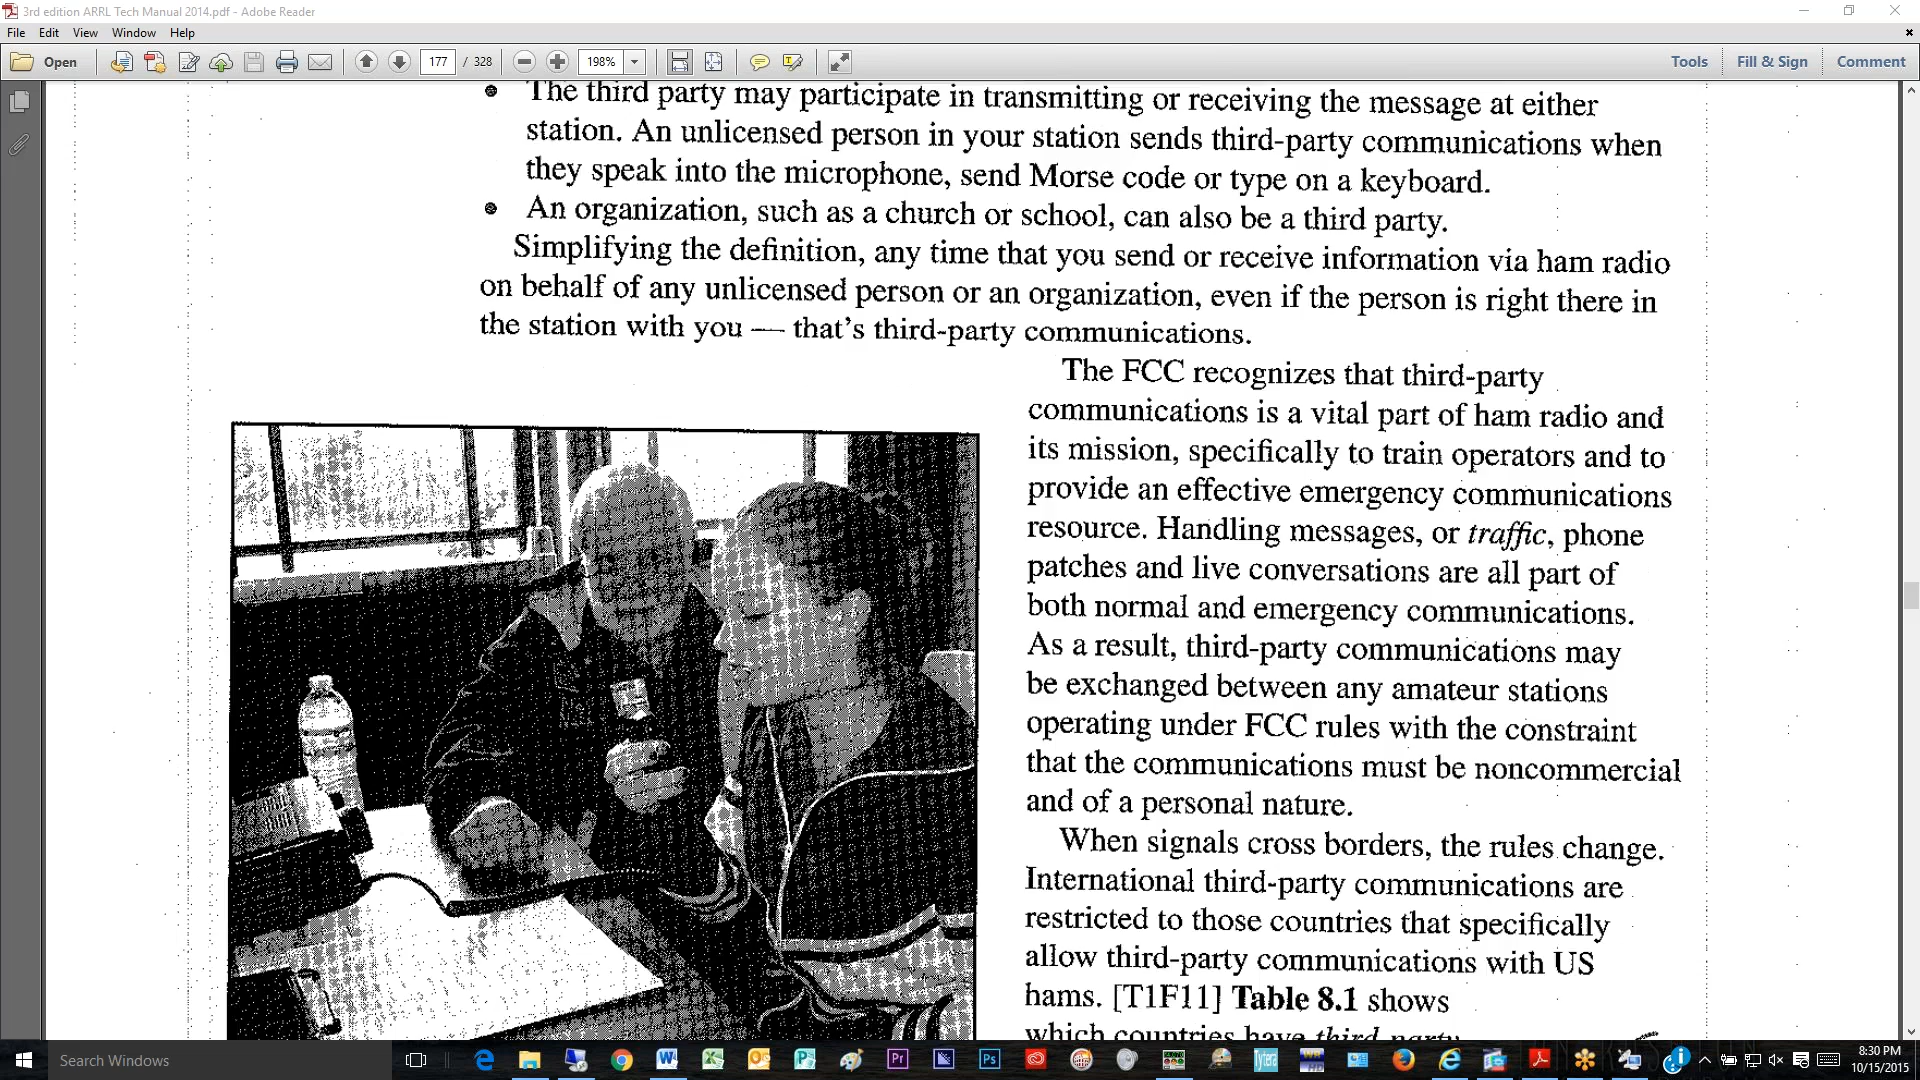 3rd edition ARRL Tech Manual 2014.pdf - Adobe Reader
File Edit View Window Help
Open 177 / 328 198% Tools Fill & Sign Comment
• The third party may participate in transmitting or receiving the message at either
station. An unlicensed person in your station sends third-party communications when
they speak into the microphone, send Morse code or type on a keyboard.
• An organization, such as a church or school, can also be a third party.
Simplifying the definition, any time that you send or receive information via ham radio
on behalf of any unlicensed person or an organization, even if the person is right there in
the station with you — that's third-party communications.
The FCC recognizes that third-party
communications is a vital part of ham radio and
its mission, specifically to train operators and to
provide an effective emergency communications
resource. Handling messages, or traffic, phone
patches and live conversations are all part of
both normal and emergency communications.
As a result, third-party communications may
be exchanged between any amateur stations
operating under FCC rules with the constraint
that the communications must be noncommercial
and of a personal nature.
When signals cross borders, the rules change.
International third-party communications are
restricted to those countries that specifically
allow third-party communications with US
hams. [T1F11] Table 8.1 shows
which countries have third-party
Search Windows
8:30 PM
10/15/2015